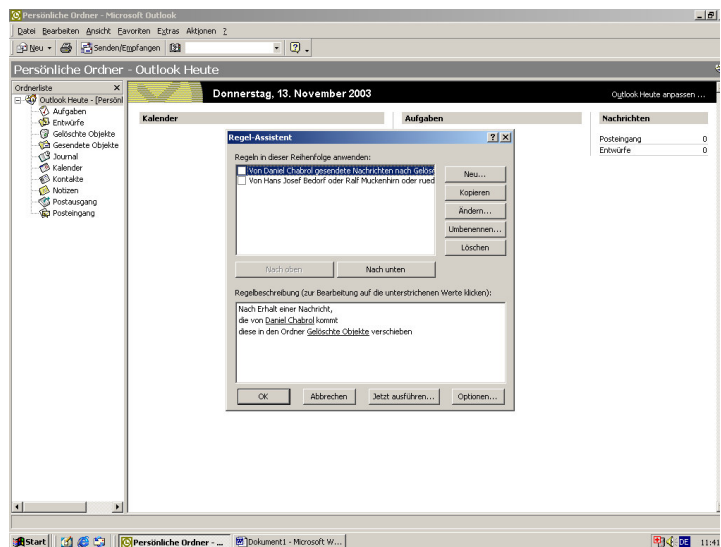 Persönliche Ordner - Microsoft Outlook
Datei Bearbeiten Ansicht Favoriten Extras Aktionen ?
Neu Senden/Empfangen
Persönliche Ordner - Outlook Heute
Ordnerliste
Outlook Heute - [Persönl
Aufgaben
Entwürfe
Gelöschte Objekte
Gesendete Objekte
Journal
Kalender
Kontakte
Notizen
Postausgang
Posteingang
Donnerstag, 13. November 2003
Outlook Heute anpassen ...
Kalender
Aufgaben
Nachrichten
Posteingang 0
Entwürfe 0
Regel-Assistent
Regeln in dieser Reihenfolge anwenden:
Von Daniel Chabrol gesendete Nachrichten nach Gelösc
Von Hans Josef Bedorf oder Ralf Muckenhirn oder rued
Neu...
Kopieren
Ändern...
Umbenennen...
Löschen
Nach oben
Nach unten
Regelbeschreibung (zur Bearbeitung auf die unterstrichenen Werte klicken):
Nach Erhalt einer Nachricht,
die von Daniel Chabrol kommt
diese in den Ordner Gelöschte Objekte verschieben
OK
Abbrechen
Jetzt ausführen...
Optionen...
Start
Persönliche Ordner - ...
Dokument1 - Microsoft W...
DE
11:41